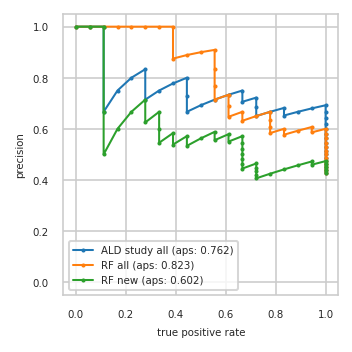 1.0
0.8
0.6
0.4
0.2
0.0
precision
ALD study all (aps: 0.762)
RF all (aps: 0.823)
RF new (aps: 0.602)
0.0 0.2 0.4 0.6 0.8 1.0
true positive rate